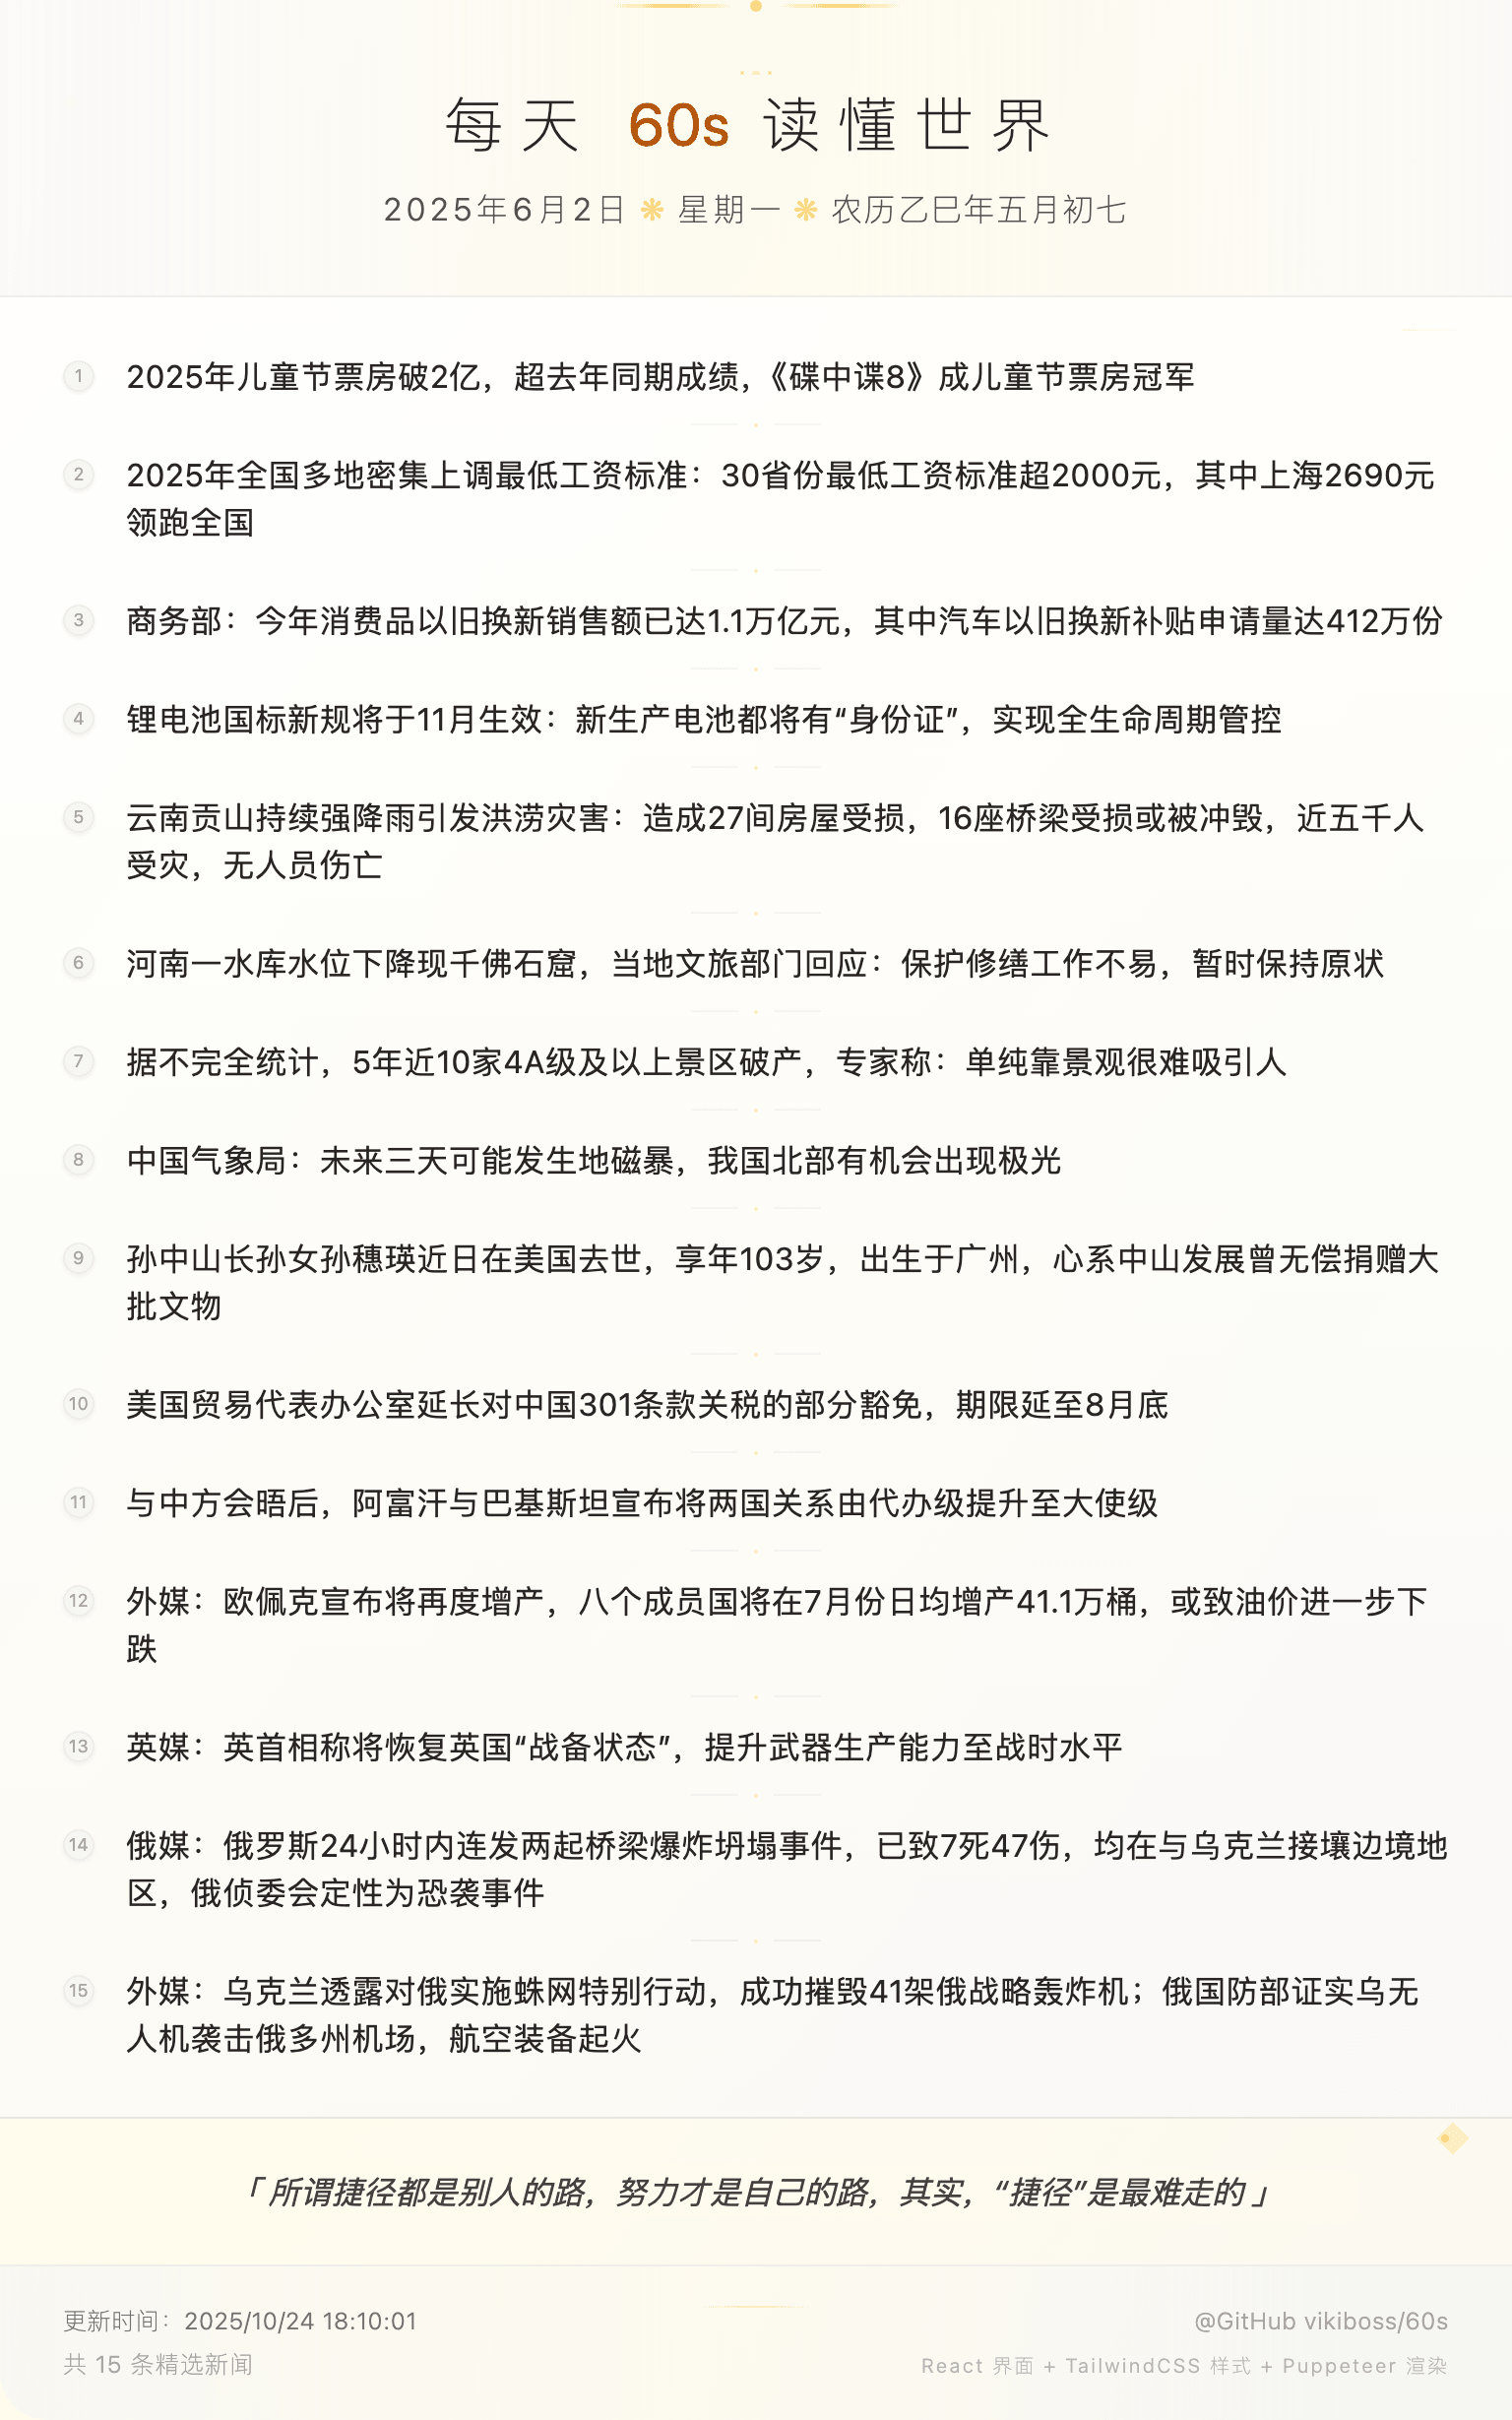 每天 60s 读懂世界
2025年6月2日 ❋ 星期一 ❋ 农历乙巳年五月初七
1 2025年儿童节票房破2亿，超去年同期成绩，《碟中谍8》成儿童节票房冠军
2 2025年全国多地密集上调最低工资标准：30省份最低工资标准超2000元，其中上海2690元
领跑全国
3 商务部：今年消费品以旧换新销售额已达1.1万亿元，其中汽车以旧换新补贴申请量达412万份
4 锂电池国标新规将于11月生效：新生产电池都将有“身份证”，实现全生命周期管控
5 云南贡山持续强降雨引发洪涝灾害：造成27间房屋受损，16座桥梁受损或被冲毁，近五千人
受灾，无人员伤亡
6 河南一水库水位下降现千佛石窟，当地文旅部门回应：保护修缮工作不易，暂时保持原状
7 据不完全统计，5年近10家4A级及以上景区破产，专家称：单纯靠景观很难吸引人
8 中国气象局：未来三天可能发生地磁暴，我国北部有机会出现极光
9 孙中山长孙女孙穗瑛近日在美国去世，享年103岁，出生于广州，心系中山发展曾无偿捐赠大
批文物
10 美国贸易代表办公室延长对中国301条款关税的部分豁免，期限延至8月底
11 与中方会晤后，阿富汗与巴基斯坦宣布将两国关系由代办级提升至大使级
12 外媒：欧佩克宣布将再度增产，八个成员国将在7月份日均增产41.1万桶，或致油价进一步下
跌
13 英媒：英首相称将恢复英国“战备状态”，提升武器生产能力至战时水平
14 俄媒：俄罗斯24小时内连发两起桥梁爆炸坍塌事件，已致7死47伤，均在与乌克兰接壤边境地
区，俄侦委会定性为恐袭事件
15 外媒：乌克兰透露对俄实施蛛网特别行动，成功摧毁41架俄战略轰炸机；俄国防部证实乌无
人机袭击俄多州机场，航空装备起火
「 所谓捷径都是别人的路，努力才是自己的路，其实，“捷径”是最难走的 」
更新时间：2025/10/24 18:10:01
共 15 条精选新闻
@GitHub vikiboss/60s
React 界面 + TailwindCSS 样式 + Puppeteer 渲染